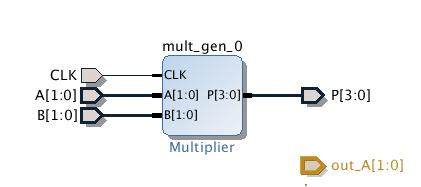 mult_gen_0
CLK
CLK
A[1:0]
A[1:0] P[3:0]
P[3:0]
B[1:0]
B[1:0]
Multiplier
out_A[1:0]